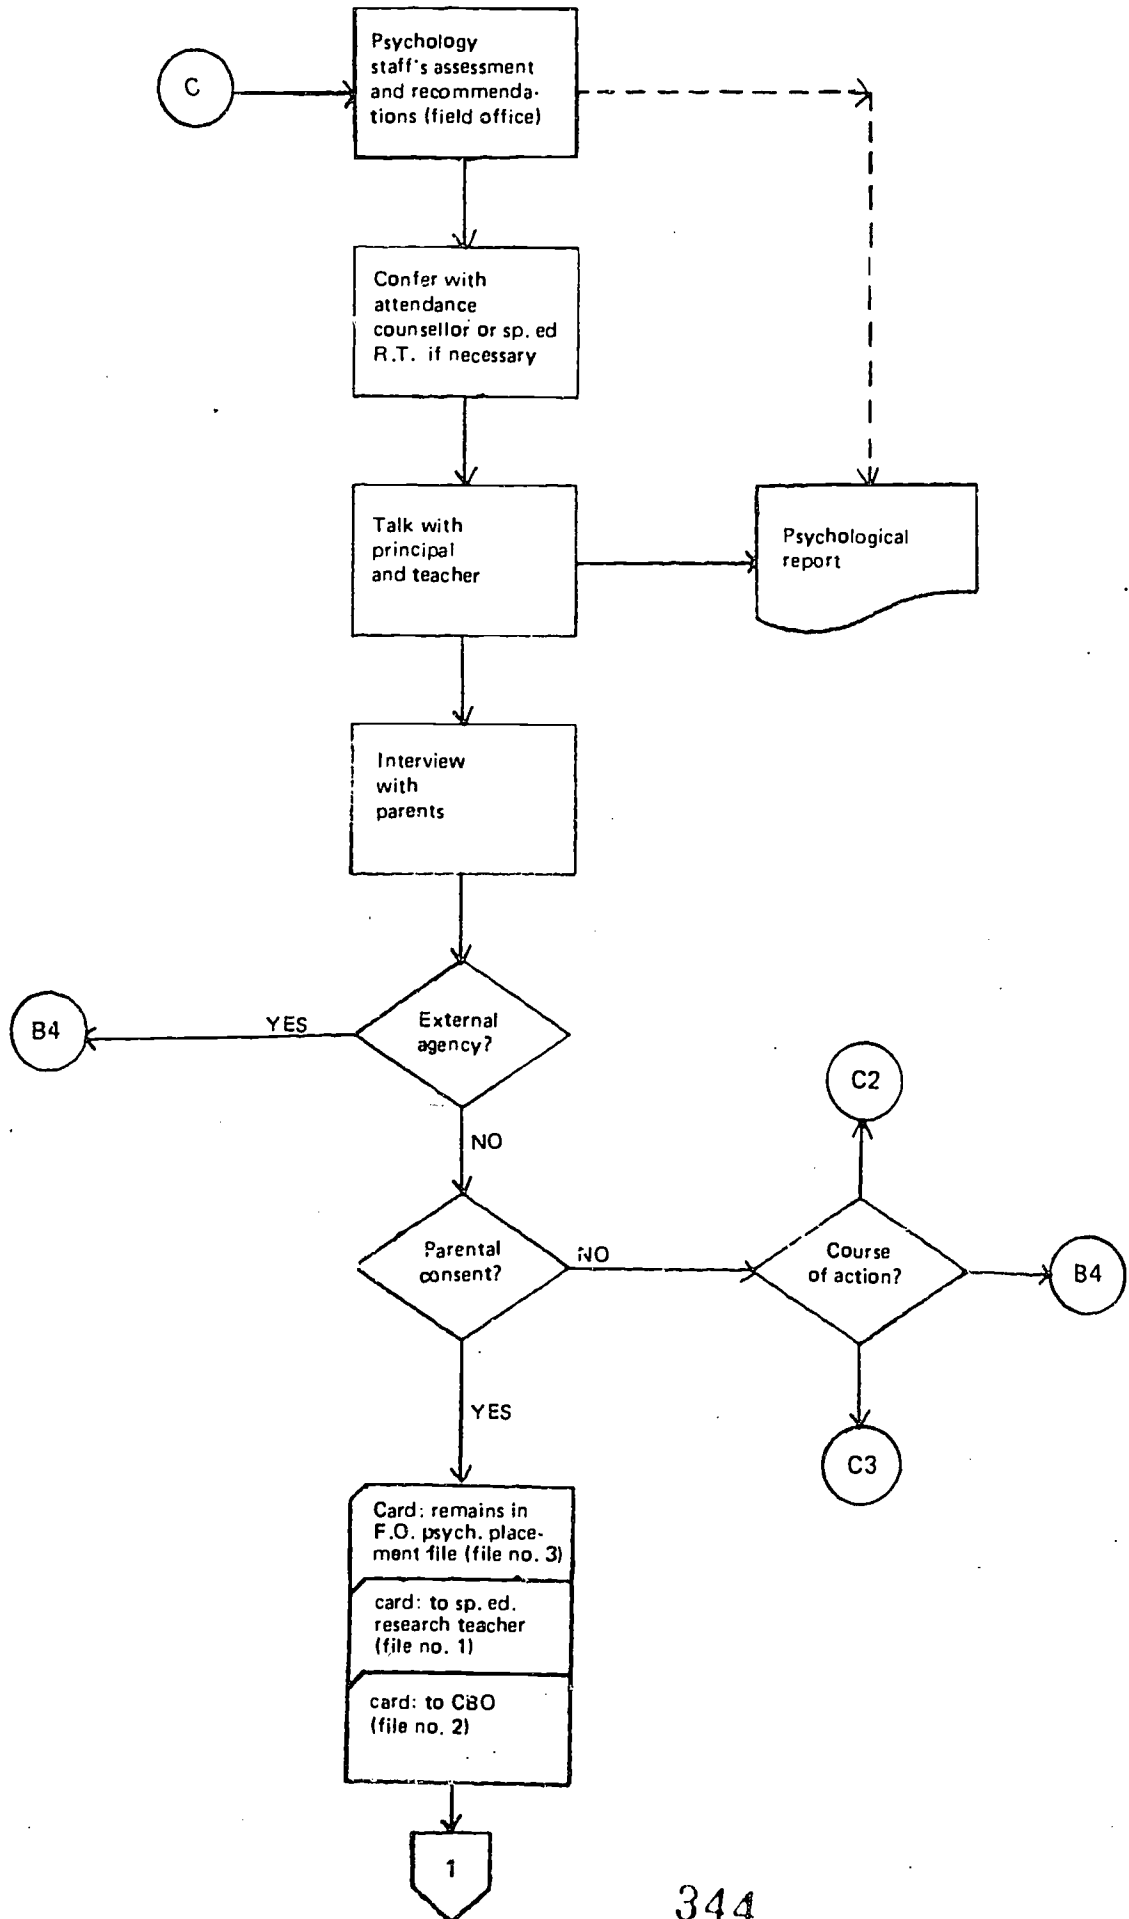 C
Psychology
staff's assessment
and recommenda-
tions (field office)
Confer with
attendance
counsellor or sp. ed
R.T. if necessary
Talk with
principal
and teacher
Psychological
report
Interview
with
parents
B4
YES
External
agency?
NO
C2
Parental
consent?
NO
Course
of action?
B4
YES
C3
Card: remains in
F.O. psych. place-
ment file (file no. 3)
card: to sp. ed.
research teacher
(file no. 1)
card: to CBO
(file no. 2)
1
344